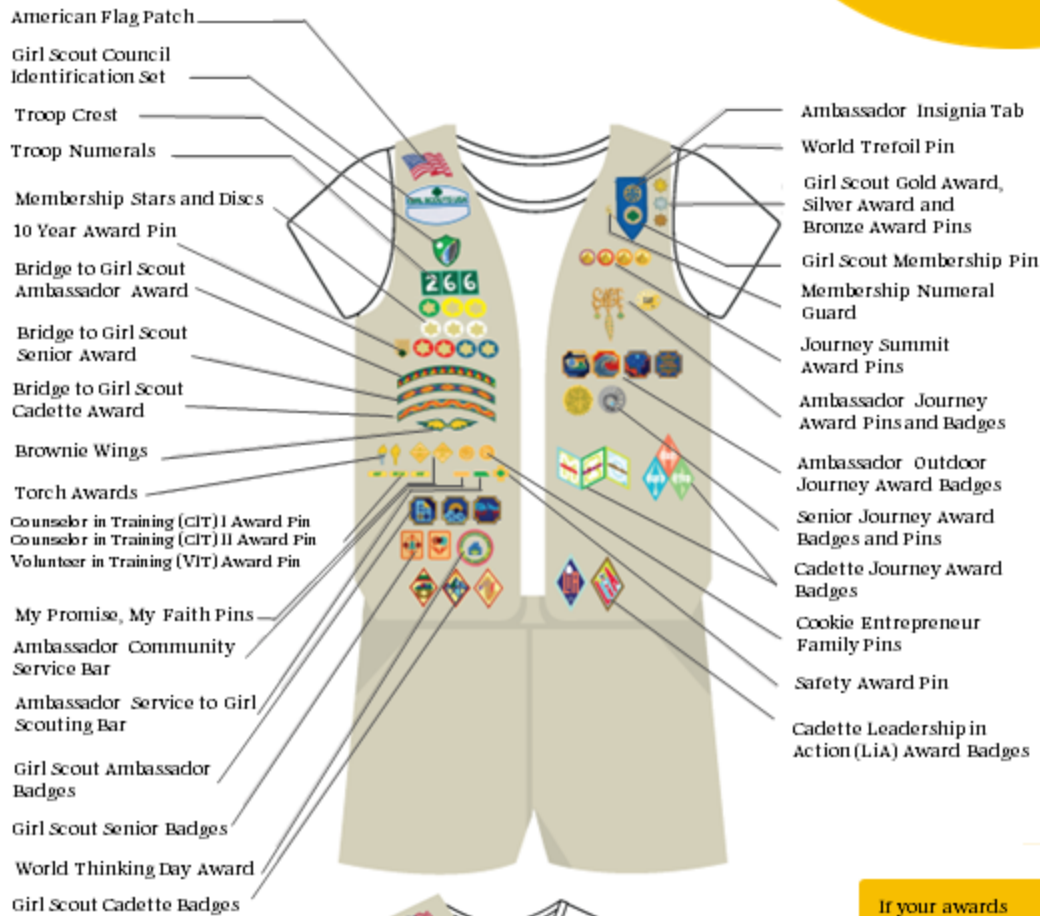 American Flag Patch
Girl Scout Council
Identification Set
Troop Crest
Troop Numerals
Membership Stars and Discs
10 Year Award Pin
Bridge to Girl Scout
Ambassador Award
Bridge to Girl Scout
Senior Award
Bridge to Girl Scout
Cadette Award
Brownie Wings
Torch Awards
Counselor in Training (CIT) I Award Pin
Counselor in Training (CIT) II Award Pin
Volunteer in Training (VIT) Award Pin
My Promise, My Faith Pins
Ambassador Community
Service Bar
Ambassador Service to Girl
Scouting Bar
Girl Scout Ambassador
Badges
Girl Scout Senior Badges
World Thinking Day Award
Girl Scout Cadette Badges
266
Ambassador Insignia Tab
World Trefoil Pin
Girl Scout Gold Award,
Silver Award and
Bronze Award Pins
Girl Scout Membership Pin
Membership Numeral
Guard
Journey Summit
Award Pins
Ambassador Journey
Award Pins and Badges
Ambassador Outdoor
Journey Award Badges
Senior Journey Award
Badges and Pins
Cadette Journey Award
Badges
Cookie Entrepreneur
Family Pins
Safety Award Pin
Cadette Leadership in
Action (LiA) Award Badges
If your awards